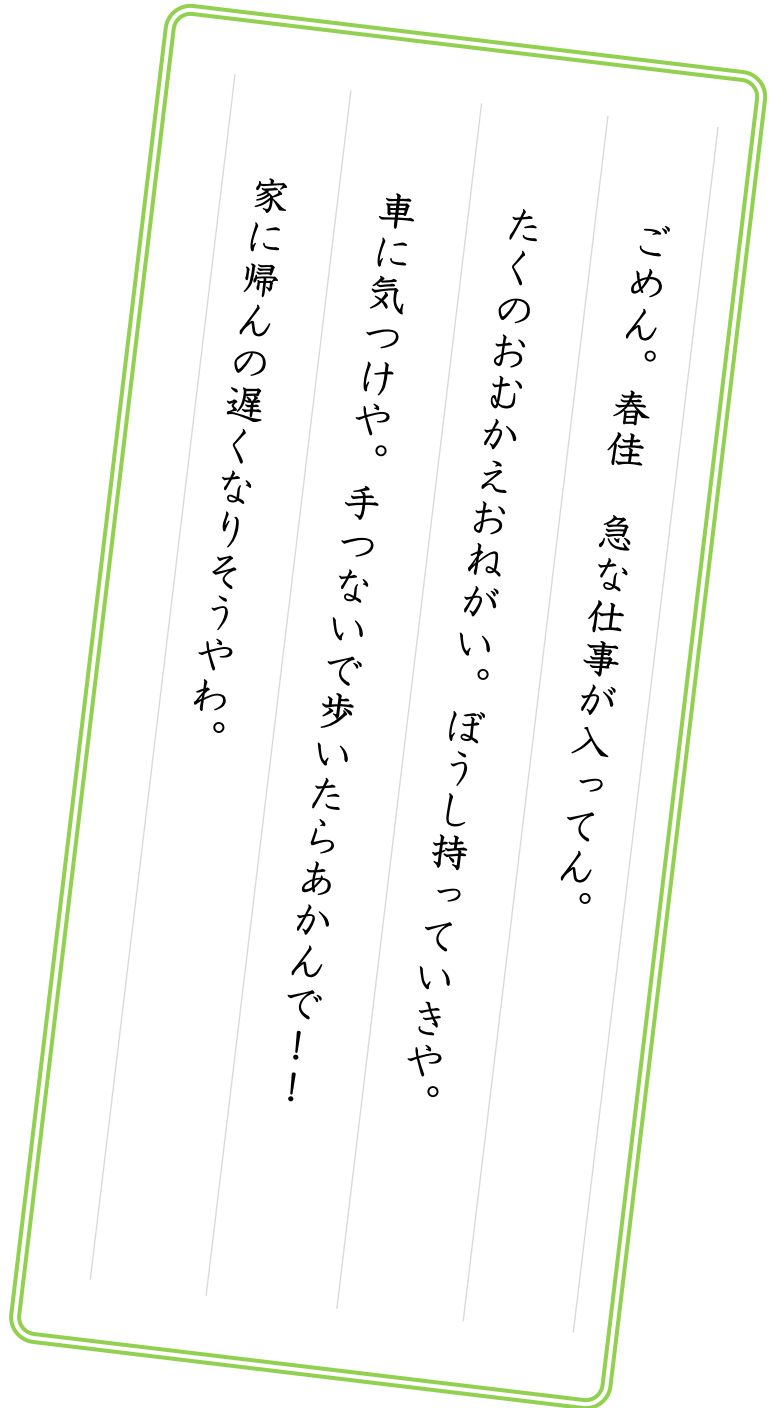 ごめん。春佳　急な仕事が入ってん。
たくのおむかえおねがい。ぼうし持っていきや。
車に気つけや。手つないで歩いたらあかんで！！
家に帰んの遅くなりそうやわ。